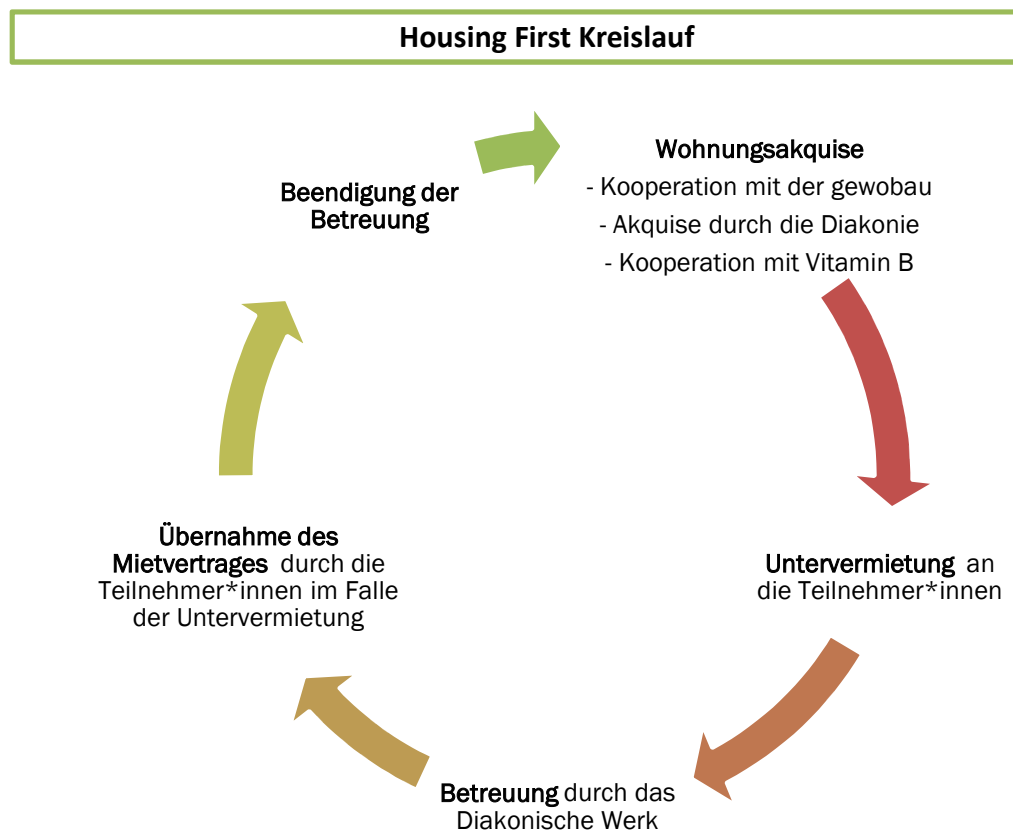 Housing First Kreislauf
Wohnungsakquise
- Kooperation mit der gewobau
- Akquise durch die Diakonie
- Kooperation mit Vitamin B
Untervermietung an
die Teilnehmer*innen
Betreuung durch das
Diakonische Werk
Übernahme des
Mietvertrages durch die
Teilnehmer*innen im Falle
der Untervermietung
Beendigung der
Betreuung